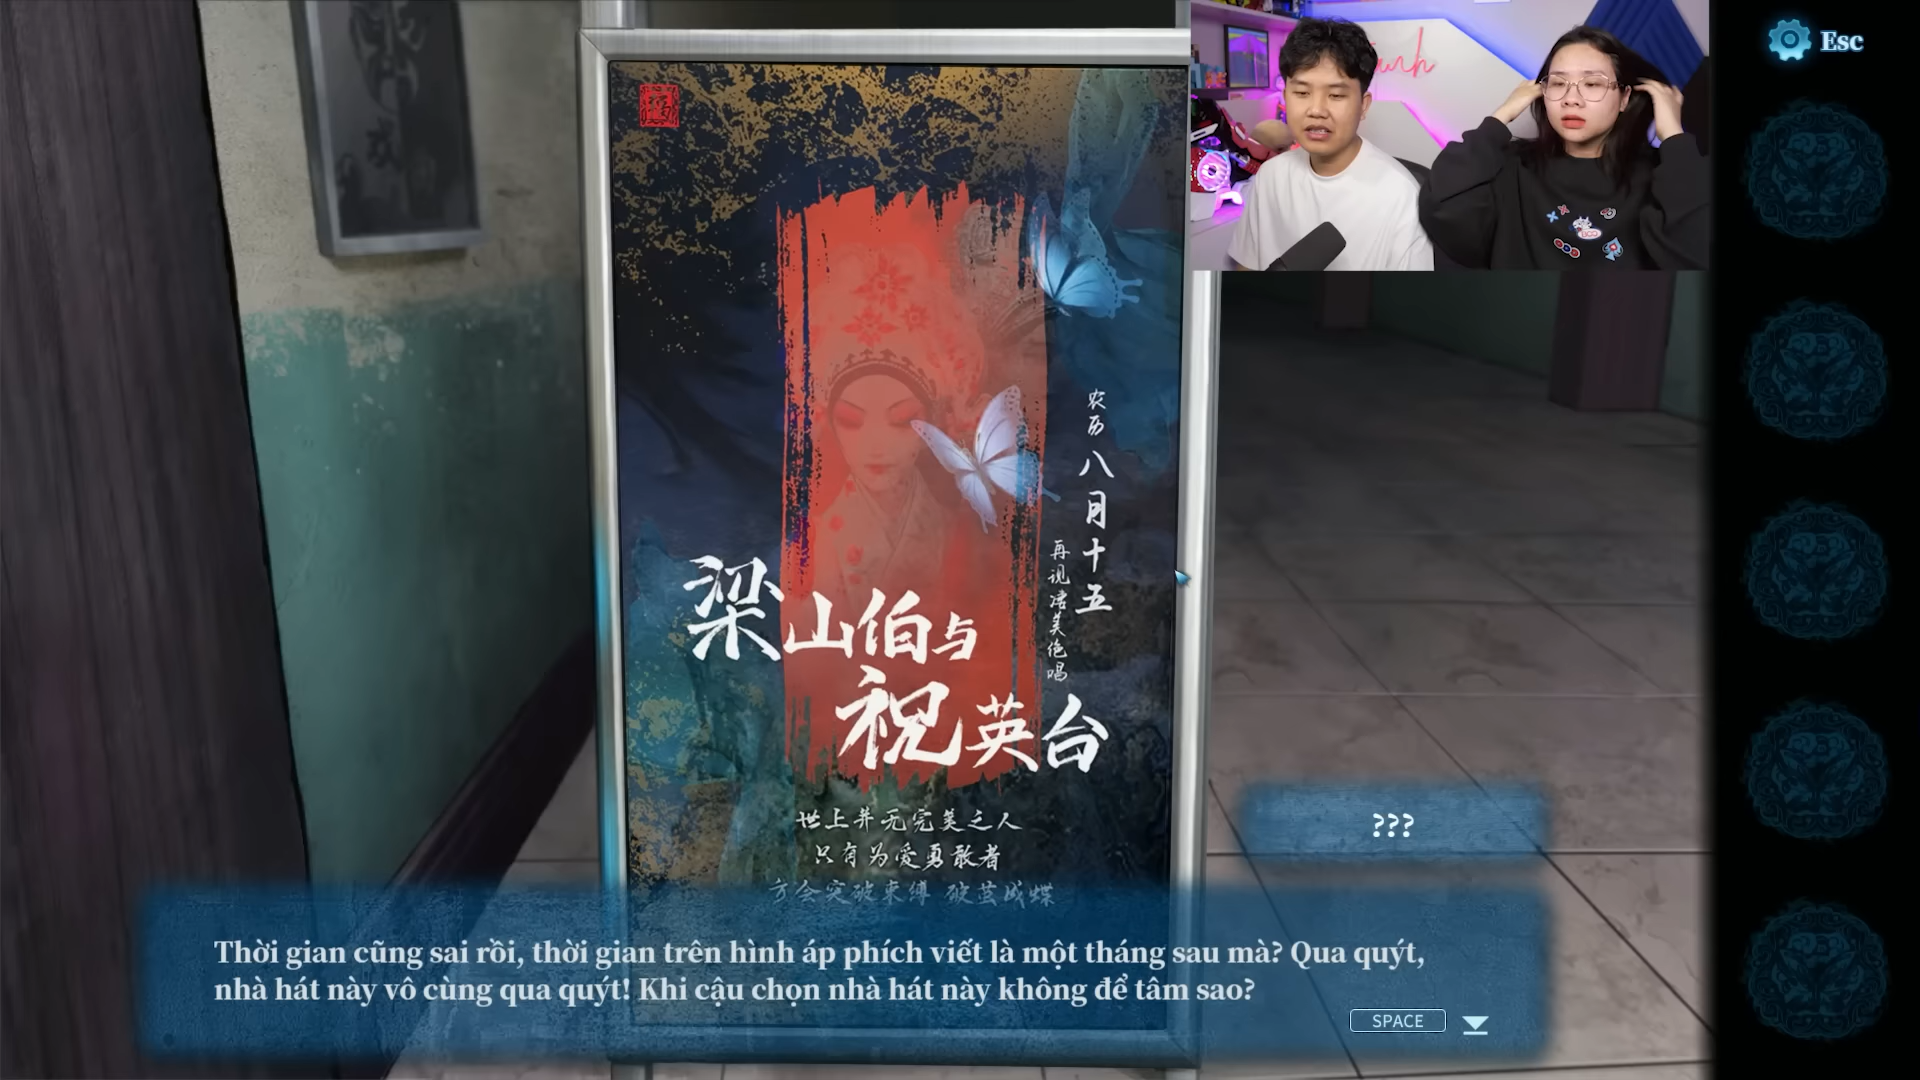 Esc
农历
八月十五
再现凄美绝唱
梁山伯与
祝英台
世上并无完美之人
只有为爱勇敢者
方会突破束缚 破茧成蝶
???
Thời gian cũng sai rồi, thời gian trên hình áp phích viết là một tháng sau mà? Qua quýt,
nhà hát này vô cùng qua quýt! Khi cậu chọn nhà hát này không để tâm sao?
SPACE